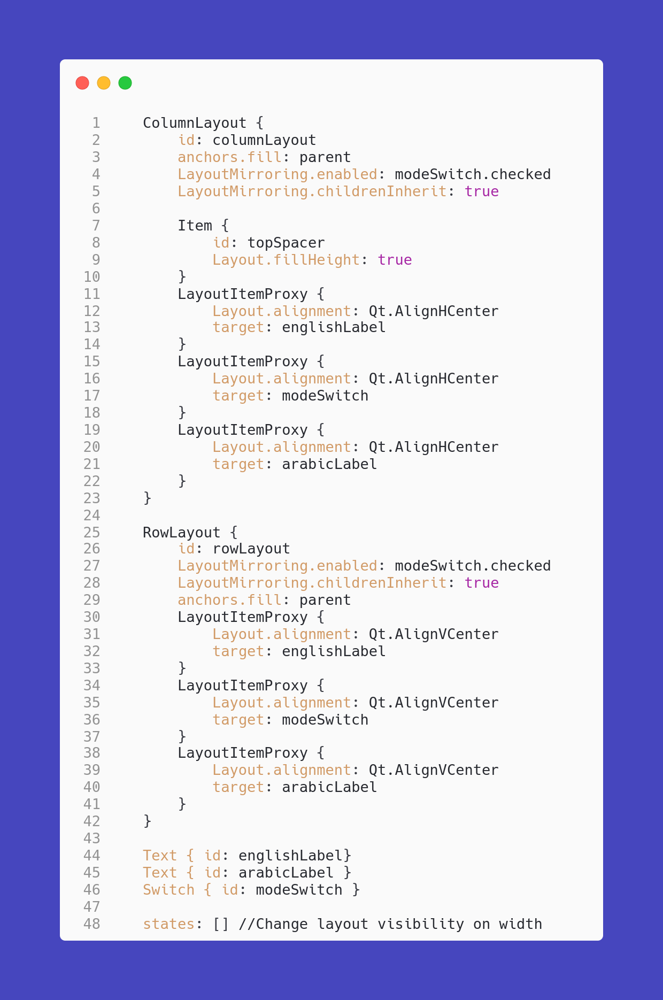 1 ColumnLayout {
2 id: columnLayout
3 anchors.fill: parent
4 LayoutMirroring.enabled: modeSwitch.checked
5 LayoutMirroring.childrenInherit: true
6
7 Item {
8 id: topSpacer
9 Layout.fillHeight: true
10 }
11 LayoutItemProxy {
12 Layout.alignment: Qt.AlignHCenter
13 target: englishLabel
14 }
15 LayoutItemProxy {
16 Layout.alignment: Qt.AlignHCenter
17 target: modeSwitch
18 }
19 LayoutItemProxy {
20 Layout.alignment: Qt.AlignHCenter
21 target: arabicLabel
22 }
23 }
24
25 RowLayout {
26 id: rowLayout
27 LayoutMirroring.enabled: modeSwitch.checked
28 LayoutMirroring.childrenInherit: true
29 anchors.fill: parent
30 LayoutItemProxy {
31 Layout.alignment: Qt.AlignVCenter
32 target: englishLabel
33 }
34 LayoutItemProxy {
35 Layout.alignment: Qt.AlignVCenter
36 target: modeSwitch
37 }
38 LayoutItemProxy {
39 Layout.alignment: Qt.AlignVCenter
40 target: arabicLabel
41 }
42 }
43
44 Text { id: englishLabel}
45 Text { id: arabicLabel }
46 Switch { id: modeSwitch }
47
48 states: [] //Change layout visibility on width